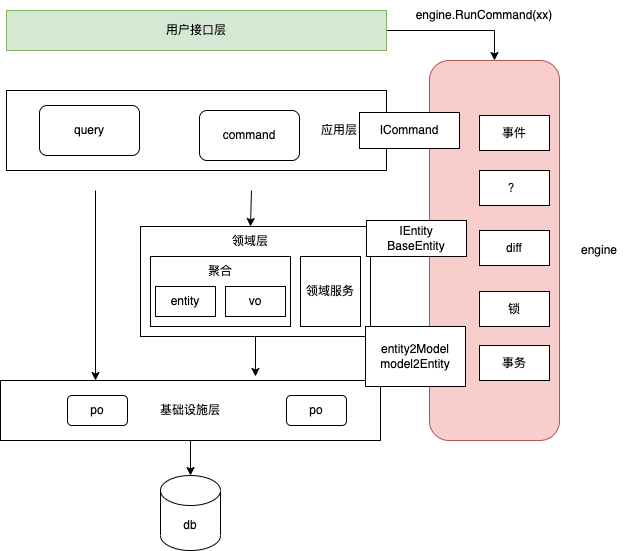 engine.RunCommand(xx)
用户接口层
query
command
应用层
ICommand
事件
?
IEntity
BaseEntity
领域层
聚合
entity
vo
领域服务
diff
engine
锁
entity2Model
model2Entity
事务
po
基础设施层
po
db